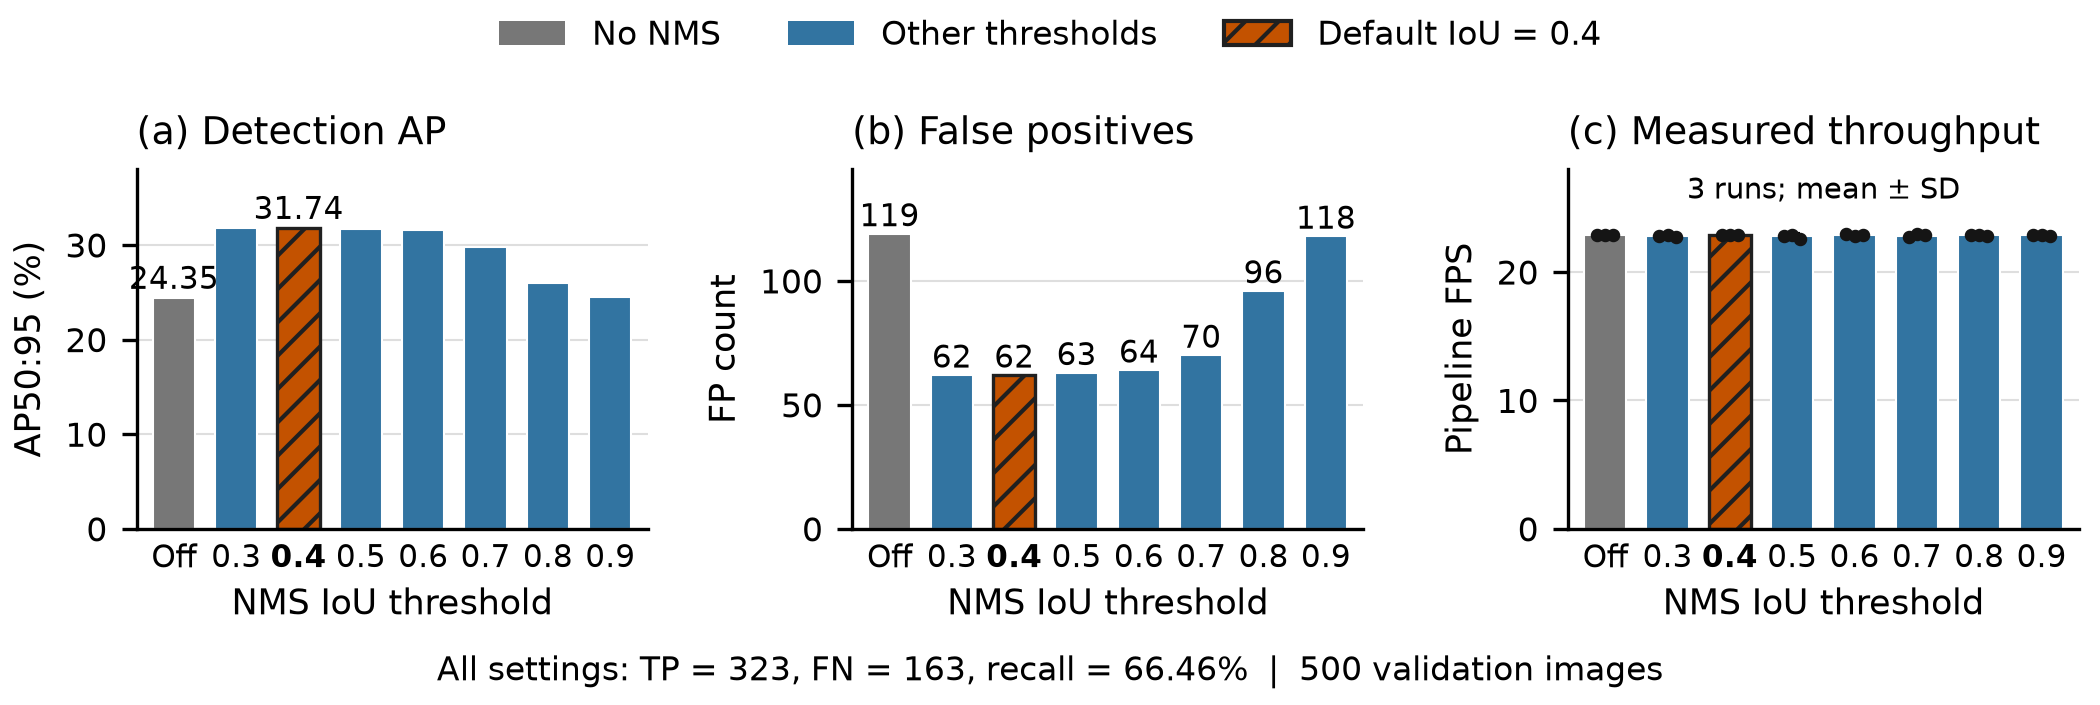 No NMS Other thresholds Default IoU = 0.4
(a) Detection AP
AP50:95 (%)
30
20
10
0
24.35
31.74
Off 0.3 0.4 0.5 0.6 0.7 0.8 0.9
NMS IoU threshold
(b) False positives
FP count
100
50
0
119
62
62
63
64
70
96
118
Off 0.3 0.4 0.5 0.6 0.7 0.8 0.9
NMS IoU threshold
(c) Measured throughput
3 runs; mean ± SD
Pipeline FPS
20
10
0
Off 0.3 0.4 0.5 0.6 0.7 0.8 0.9
NMS IoU threshold
All settings: TP = 323, FN = 163, recall = 66.46% | 500 validation images